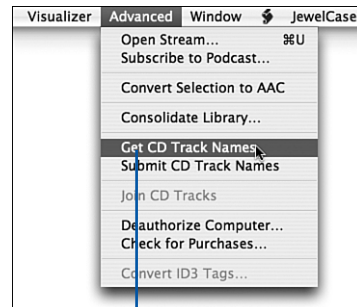 Visualizer Advanced Window JewelCase
Open Stream... ⌘U
Subscribe to Podcast...
Convert Selection to AAC
Consolidate Library...
Get CD Track Names
Submit CD Track Names
Join CD Tracks
Deauthorize Computer...
Check for Purchases...
Convert ID3 Tags...